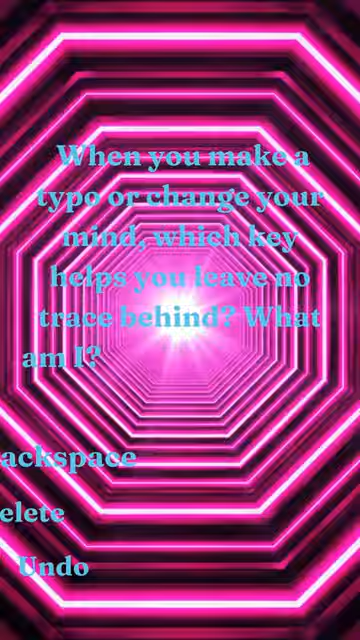 When you make a
typo or change your
mind, which key
helps you leave no
trace behind? What
am I?
ackspace
elete
Undo